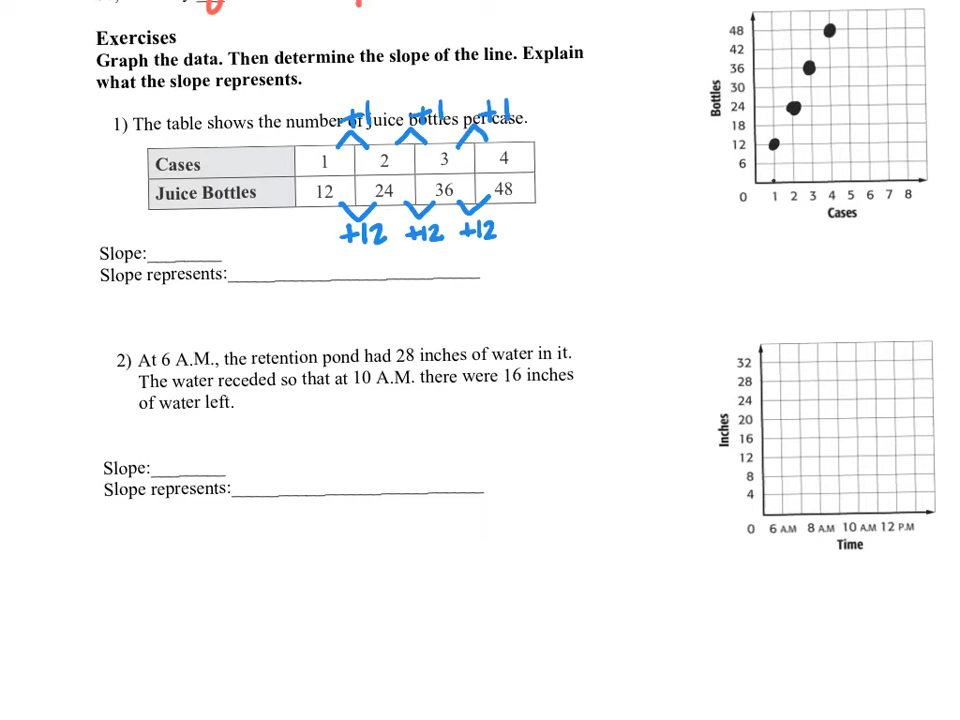 Exercises
Graph the data. Then determine the slope of the line. Explain
what the slope represents.
+1 +1 +1
1) The table shows the number of juice bottles per case.
Cases 1 2 3 4
Juice Bottles 12 24 36 48
+12 +12 +12
Slope:________
Slope represents:______________________________
48
42
36
30
24
18
12
6
0 1 2 3 4 5 6 7 8
Bottles
Cases
2) At 6 A.M., the retention pond had 28 inches of water in it.
The water receded so that at 10 A.M. there were 16 inches
of water left.
Slope:________
Slope represents:______________________________
32
28
24
20
16
12
8
4
0 6 A.M 8 A.M 10 A.M 12 P.M
Inches
Time